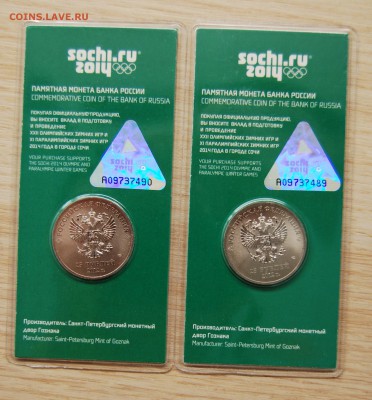 COINS.LAVE.RU
sochi.ru
2014
ПАМЯТНАЯ МОНЕТА БАНКА РОССИИ
COMMEMORATIVE COIN OF THE BANK OF RUSSIA
ПОКУПАЯ ОФИЦИАЛЬНУЮ ПРОДУКЦИЮ,
ВЫ ВНОСИТЕ ВКЛАД В ПОДГОТОВКУ
И ПРОВЕДЕНИЕ
XXII ОЛИМПИЙСКИХ ЗИМНИХ ИГР И
XI ПАРАЛИМПИЙСКИХ ЗИМНИХ ИГР
2014 ГОДА В ГОРОДЕ СОЧИ
YOUR PURCHASE SUPPORTS
THE SOCHI 2014 OLYMPIC AND
PARALYMPIC WINTER GAMES
sochi
2014
A09737490
Производитель: Санкт-Петербургский монетный
двор Гознака
Manufacturer: Saint-Petersburg Mint of Goznak
sochi.ru
2014
ПАМЯТНАЯ МОНЕТА БАНКА РОССИИ
COMMEMORATIVE COIN OF THE BANK OF RUSSIA
ПОКУПАЯ ОФИЦИАЛЬНУЮ ПРОДУКЦИЮ,
ВЫ ВНОСИТЕ ВКЛАД В ПОДГОТОВКУ
И ПРОВЕДЕНИЕ
XXII ОЛИМПИЙСКИХ ЗИМНИХ ИГР И
XI ПАРАЛИМПИЙСКИХ ЗИМНИХ ИГР
2014 ГОДА В ГОРОДЕ СОЧИ
YOUR PURCHASE SUPPORTS
THE SOCHI 2014 OLYMPIC AND
PARALYMPIC WINTER GAMES
sochi
2014
A09737489
Производитель: Санкт-Петербургский монетный
двор Гознака
Manufacturer: Saint-Petersburg Mint of Goznak